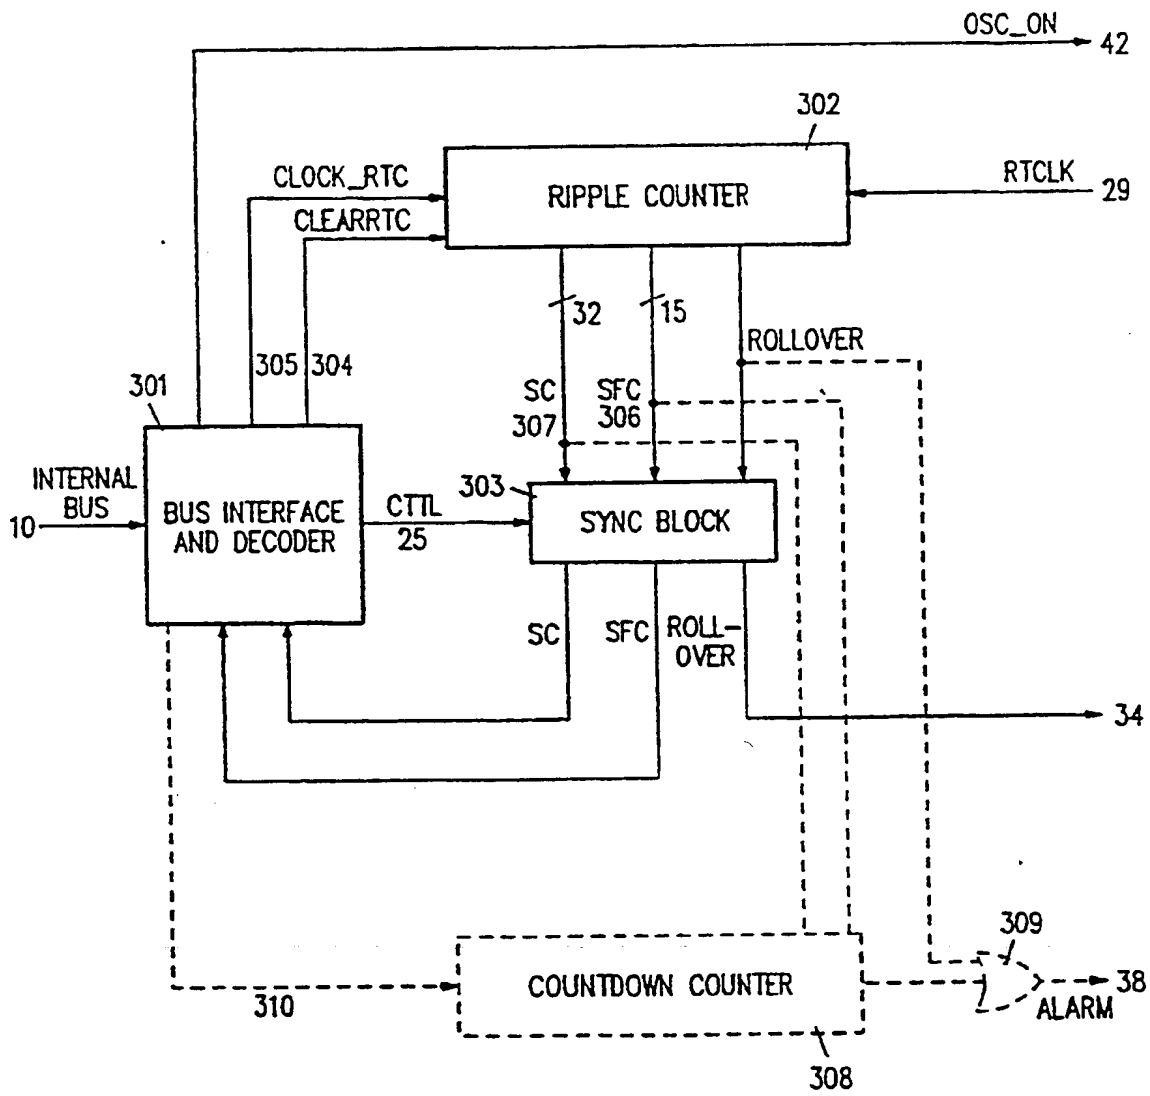 OSC_ON
42
302
CLOCK_RTC
RIPPLE COUNTER
RTCLK
29
CLEARRTC
32
15
ROLLOVER
305
304
301
SC
307
SFC
306
INTERNAL
BUS
10
303
BUS INTERFACE
AND DECODER
CTTL
25
SYNC BLOCK
SC
SFC
ROLL-
OVER
34
309
COUNTDOWN COUNTER
38
310
ALARM
308